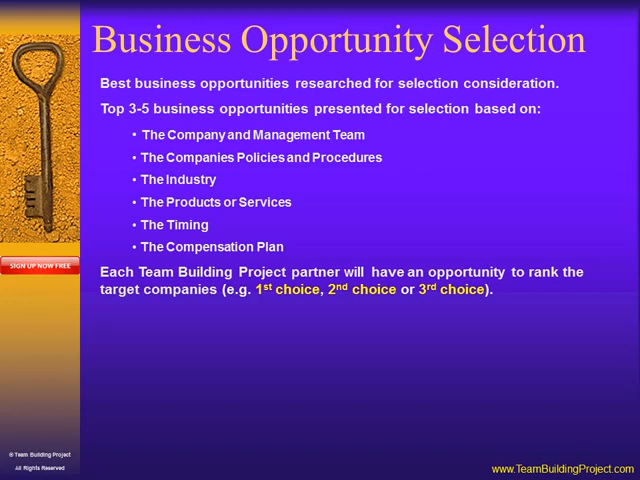 Business Opportunity Selection
Best business opportunities researched for selection consideration.
Top 3-5 business opportunities presented for selection based on:
• The Company and Management Team
• The Companies Policies and Procedures
• The Industry
• The Products or Services
• The Timing
• The Compensation Plan
Each Team Building Project partner will have an opportunity to rank the
target companies (e.g. 1st choice, 2nd choice or 3rd choice).
SIGN UP NOW FREE
® Team Building Project
All Rights Reserved
www.TeamBuildingProject.com